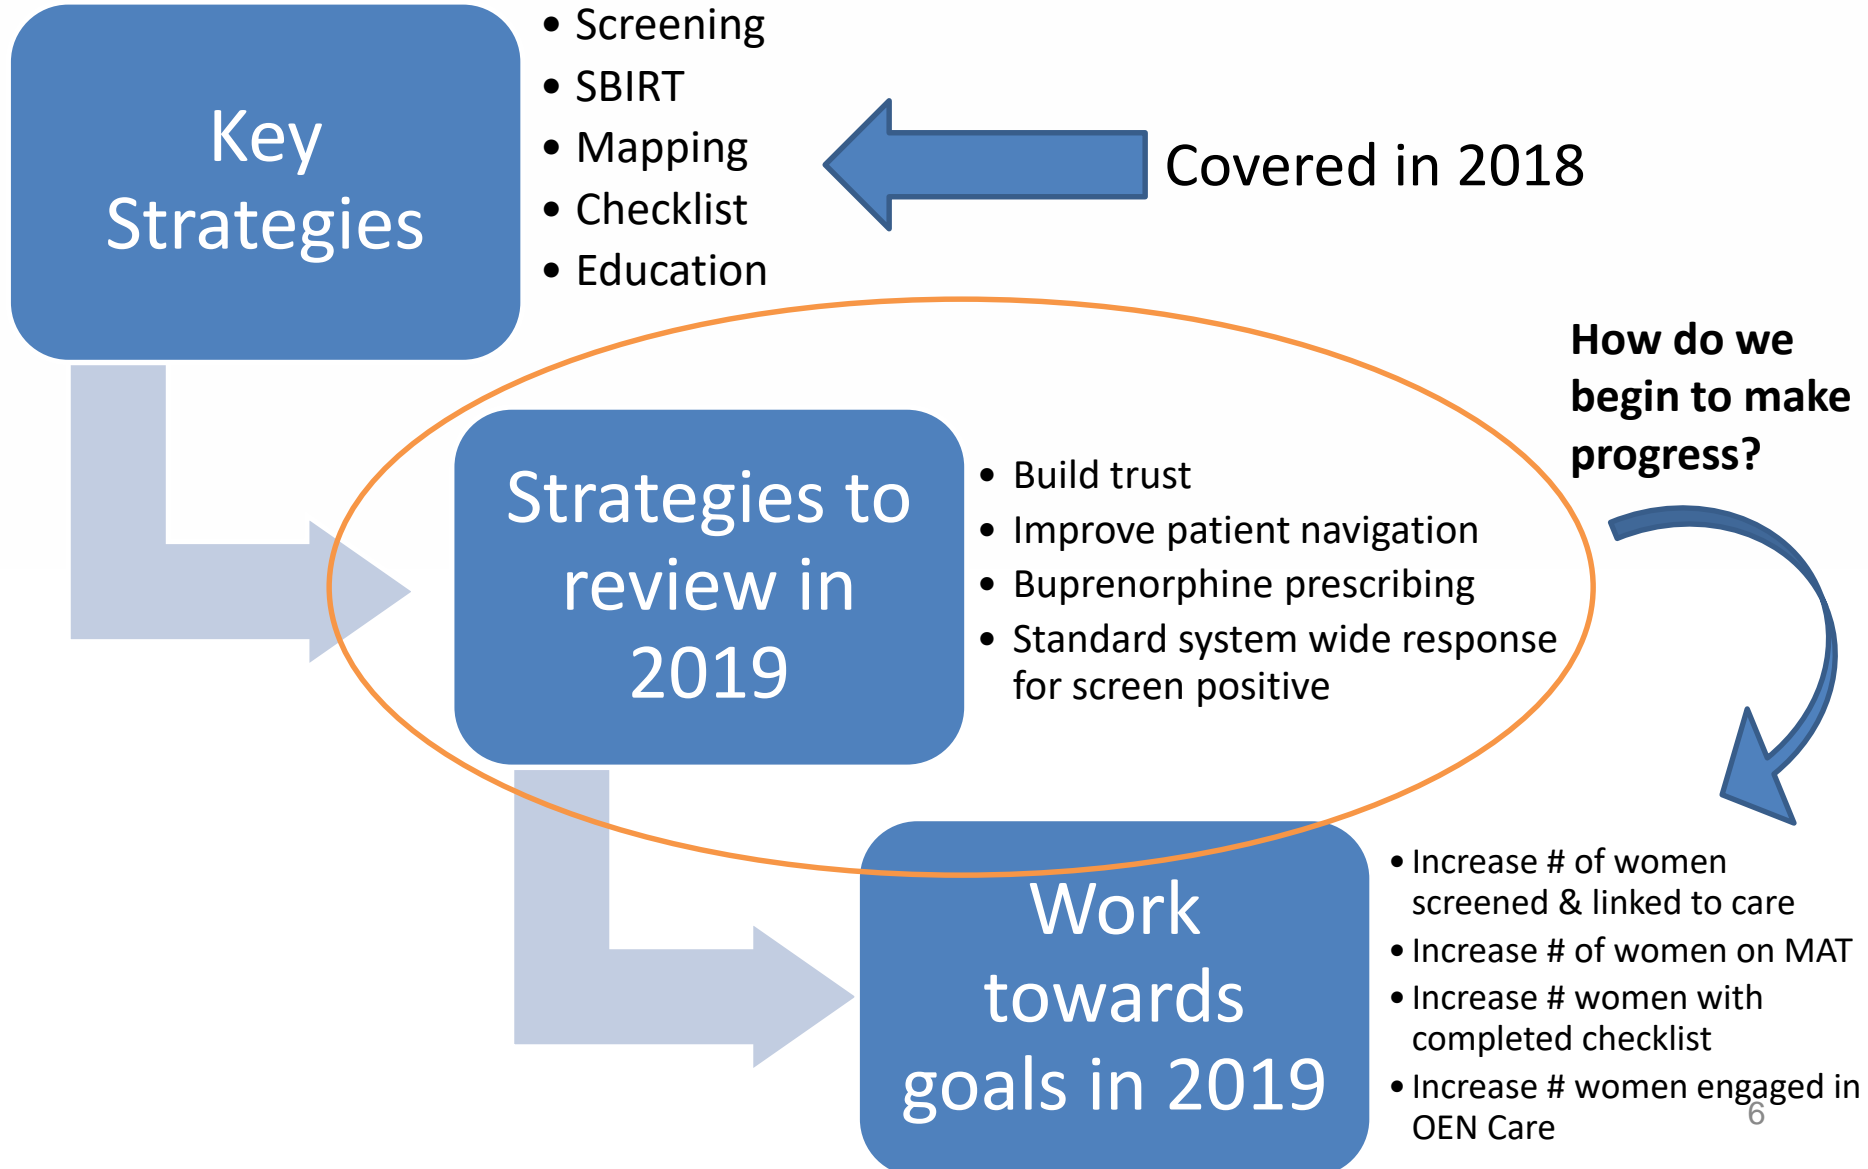 Key
Strategies
• Screening
• SBIRT
• Mapping
• Checklist
• Education
Covered in 2018
How do we
begin to make
progress?
Strategies to
review in
2019
• Build trust
• Improve patient navigation
• Buprenorphine prescribing
• Standard system wide response
for screen positive
Work
towards
goals in 2019
• Increase # of women
screened & linked to care
• Increase # of women on MAT
• Increase # women with
completed checklist
• Increase # women engaged in
OEN Care
6